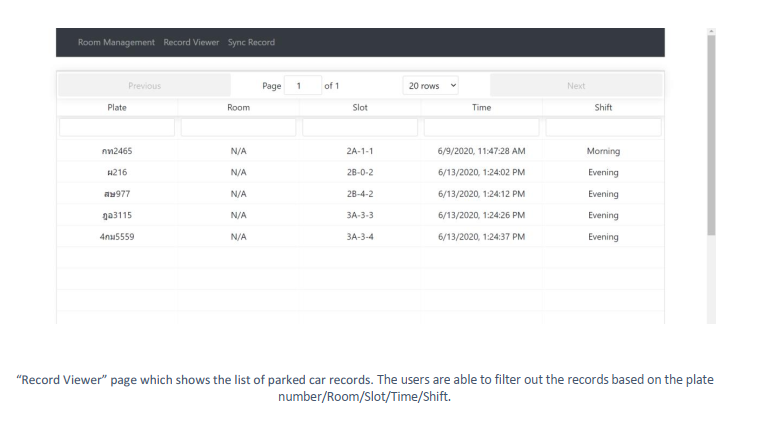 Room Management Record Viewer Sync Record
Previous Page 1 of 1 20 rows Next
Plate Room Slot Time Shift
กท2465 N/A 2A-1-1 6/9/2020, 11:47:28 AM Morning
ผ216 N/A 2B-0-2 6/13/2020, 1:24:02 PM Evening
สษ977 N/A 2B-4-2 6/13/2020, 1:24:12 PM Evening
ฎอ3115 N/A 3A-3-3 6/13/2020, 1:24:26 PM Evening
4กม5559 N/A 3A-3-4 6/13/2020, 1:24:37 PM Evening
“Record Viewer” page which shows the list of parked car records. The users are able to filter out the records based on the plate
number/Room/Slot/Time/Shift.